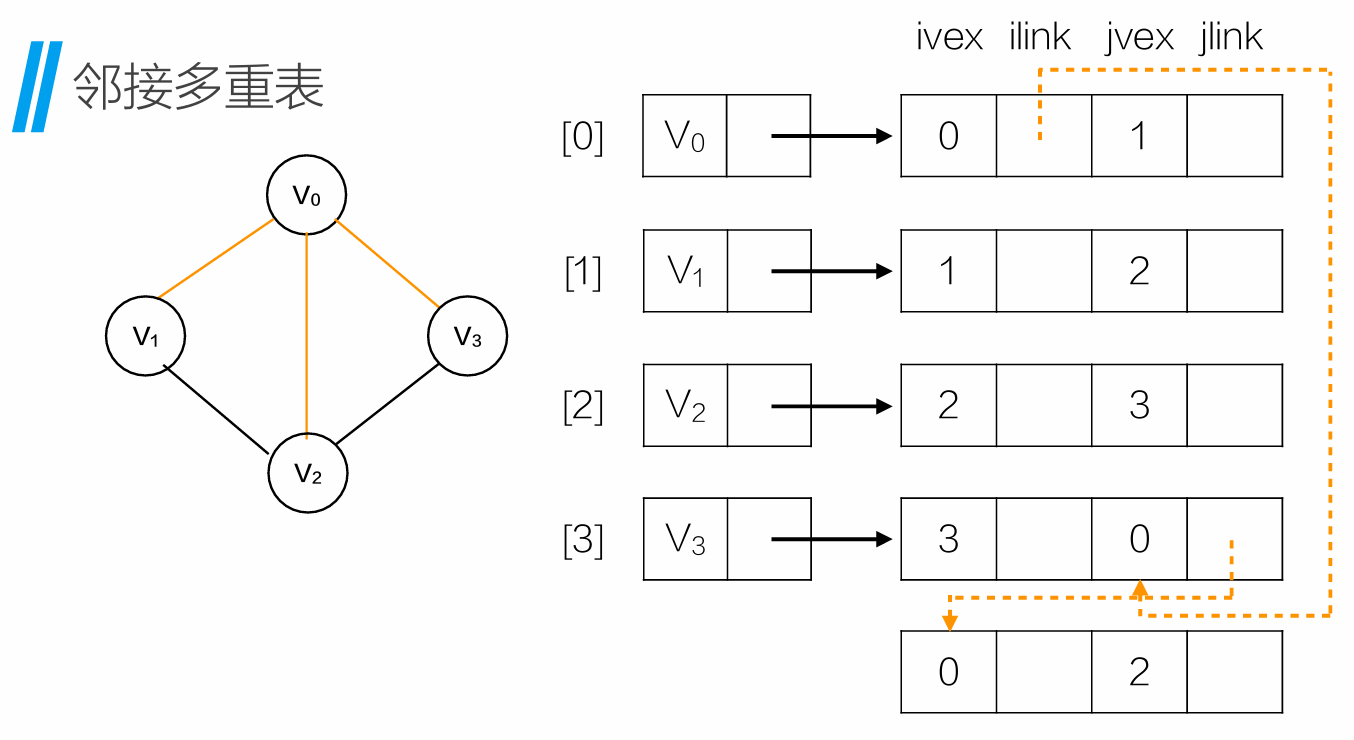 邻接多重表
V₀
V₁
V₃
V₂
ivex ilink jvex jlink
[0] V₀ 0 1
[1] V₁ 1 2
[2] V₂ 2 3
[3] V₃ 3 0
0 2